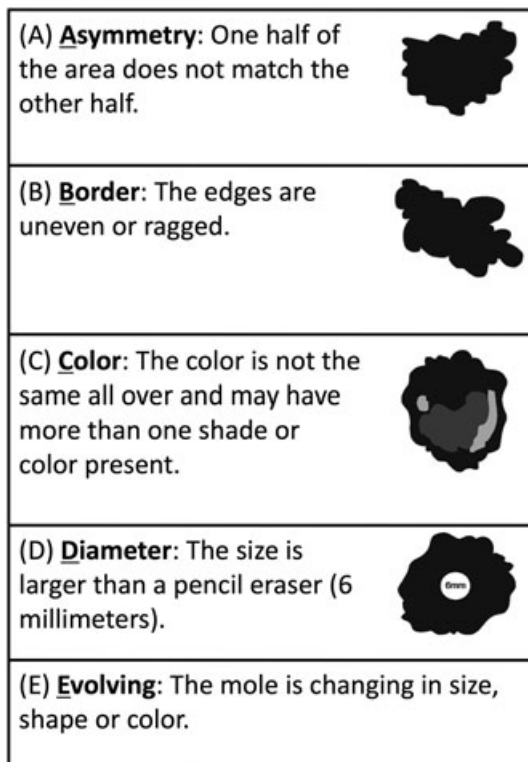 (A) Asymmetry: One half of
the area does not match the
other half.
(B) Border: The edges are
uneven or ragged.
(C) Color: The color is not the
same all over and may have
more than one shade or
color present.
(D) Diameter: The size is
larger than a pencil eraser (6
millimeters).
6mm
(E) Evolving: The mole is changing in size,
shape or color.